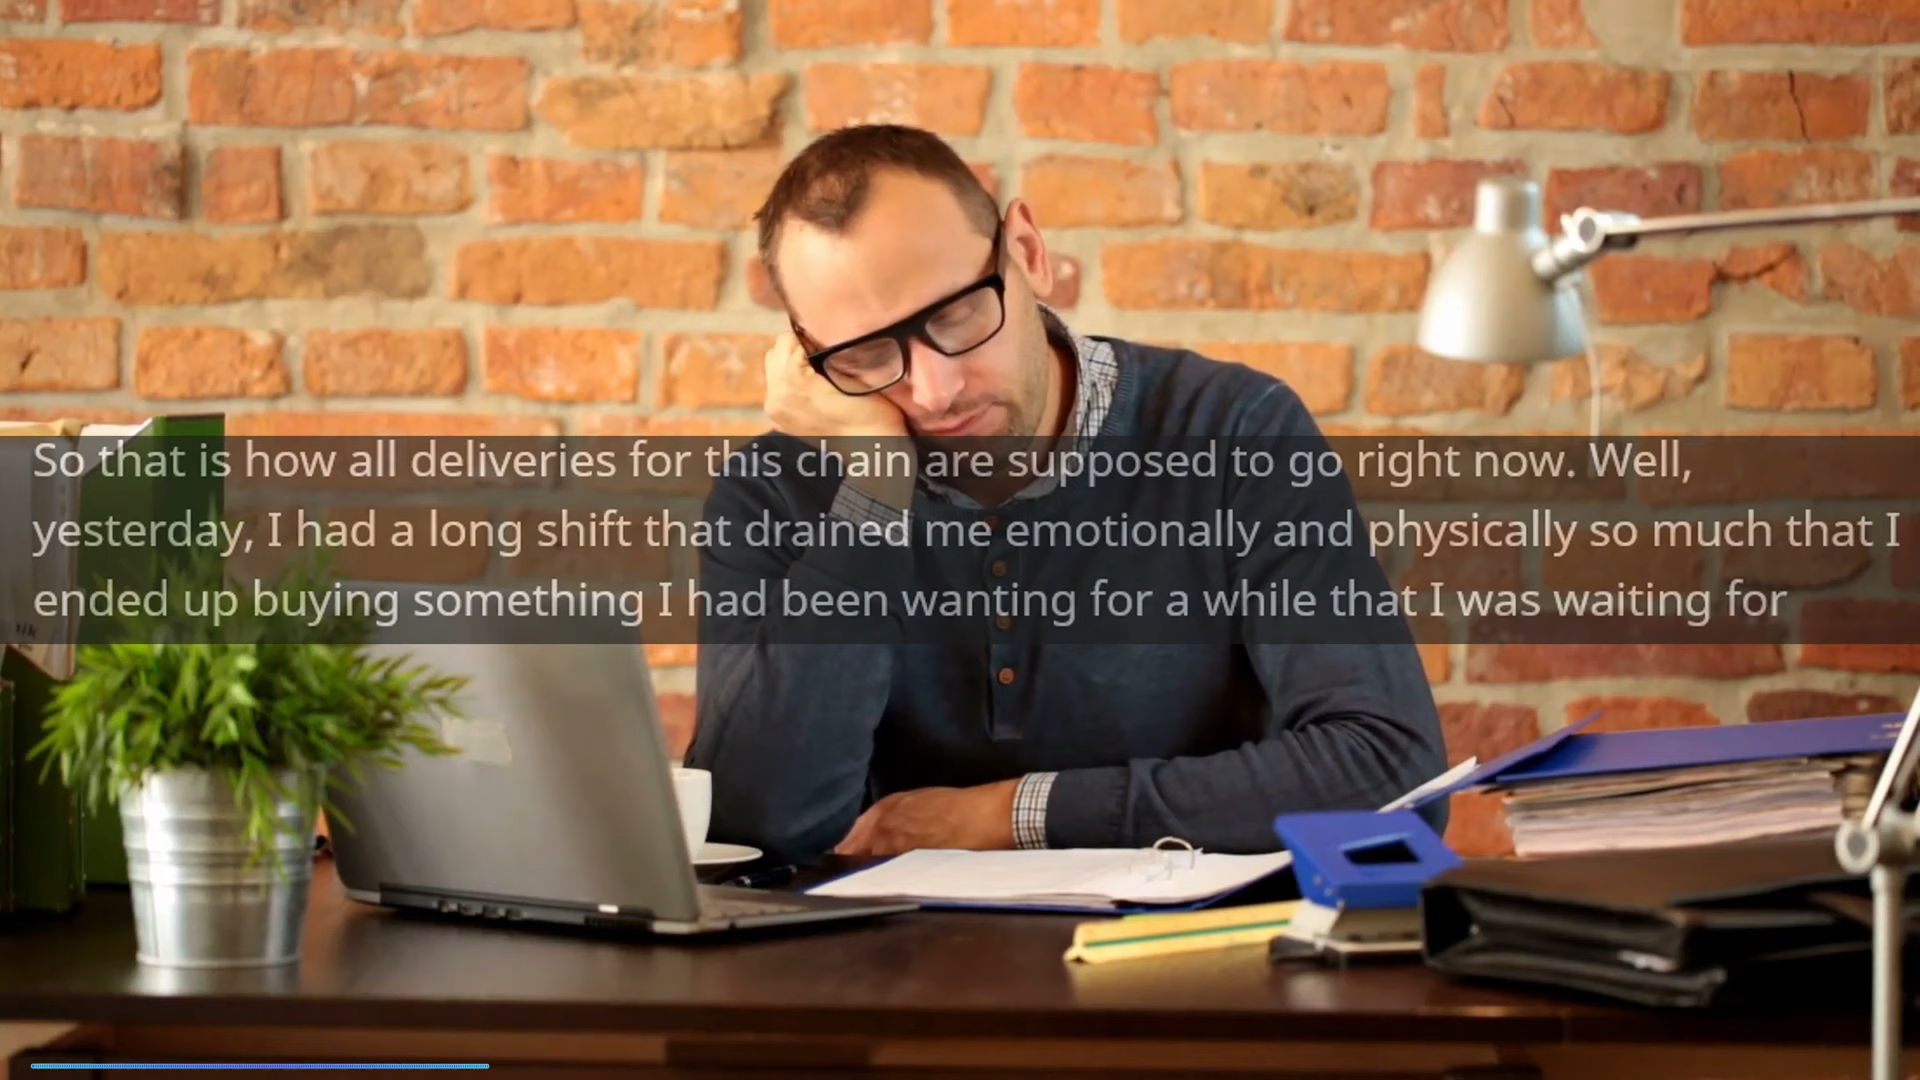 So that is how all deliveries for this chain are supposed to go right now. Well,
yesterday, I had a long shift that drained me emotionally and physically so much that I
ended up buying something I had been wanting for a while that I was waiting for